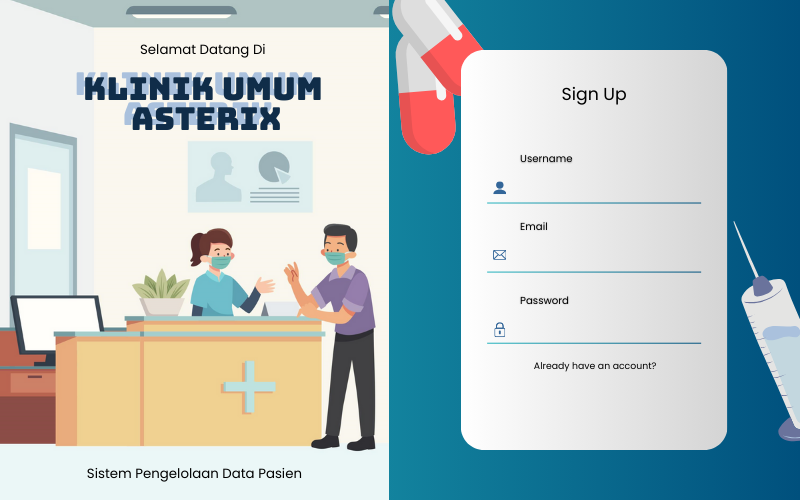 Selamat Datang Di
KLINIK UMUM
ASTERIX
Sistem Pengelolaan Data Pasien
Sign Up
Username
Email
Password
Already have an account?